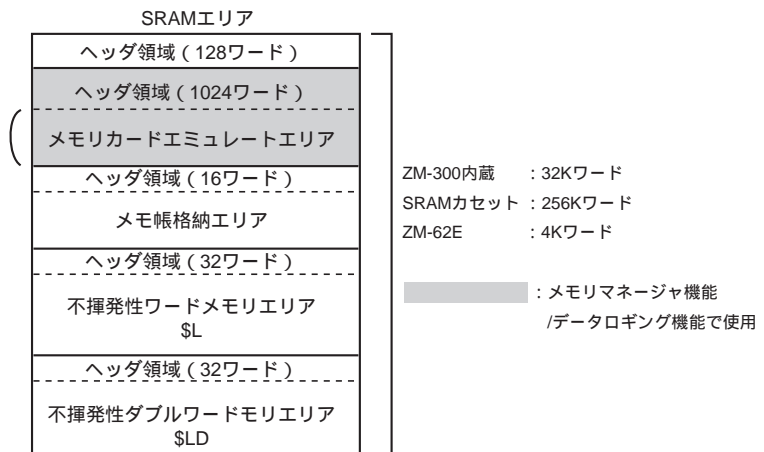 SRAMエリア
ヘッダ領域（128ワード）
ヘッダ領域（1024ワード）
メモリカードエミュレートエリア
ヘッダ領域（16ワード）
メモ帳格納エリア
ヘッダ領域（32ワード）
不揮発性ワードメモリエリア
$L
ヘッダ領域（32ワード）
不揮発性ダブルワードモリエリア
$LD
ZM-300内蔵　：32Kワード
SRAMカセット：256Kワード
ZM-62E　：4Kワード
：メモリマネージャ機能
/データロギング機能で使用